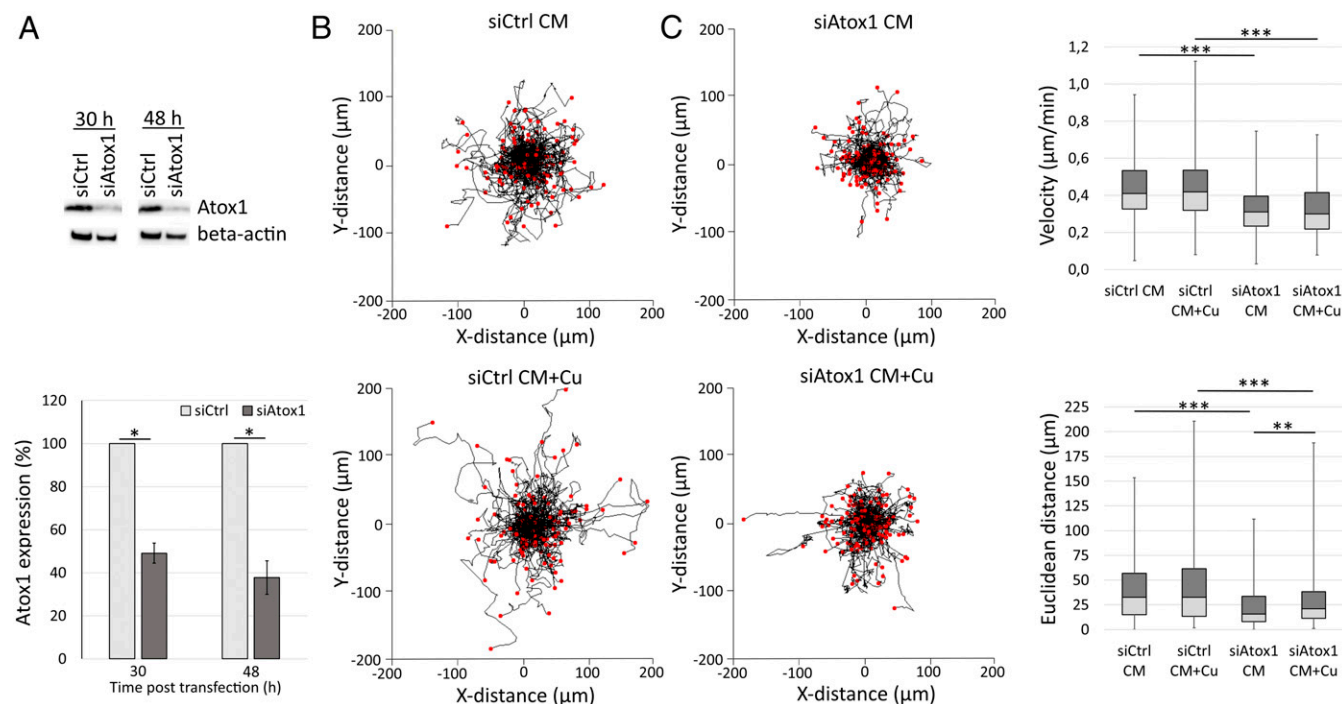 A
30 h
48 h
siCtrl
siAtox1
siCtrl
siAtox1
Atox1
beta-actin
siCtrl
siAtox1
Atox1 expression (%)
120
100
80
60
40
20
0
*
*
30
48
Time post transfection (h)
B
siCtrl CM
Y-distance (µm)
200
100
0
-100
-200
-200
-100
0
100
200
X-distance (µm)
siCtrl CM+Cu
Y-distance (µm)
200
100
0
-100
-200
-200
-100
0
100
200
X-distance (µm)
C
siAtox1 CM
Y-distance (µm)
200
100
0
-100
-200
-200
-100
0
100
200
X-distance (µm)
siAtox1 CM+Cu
Y-distance (µm)
200
100
0
-100
-200
-200
-100
0
100
200
X-distance (µm)
Velocity (µm/min)
1,2
1,0
0,8
0,6
0,4
0,2
0,0
***
***
siCtrl CM
siCtrl
CM+Cu
siAtox1
CM
siAtox1
CM+Cu
Euclidean distance (µm)
225
200
175
150
125
100
75
50
25
0
***
***
**
siCtrl
CM
siCtrl
CM+Cu
siAtox1
CM
siAtox1
CM+Cu